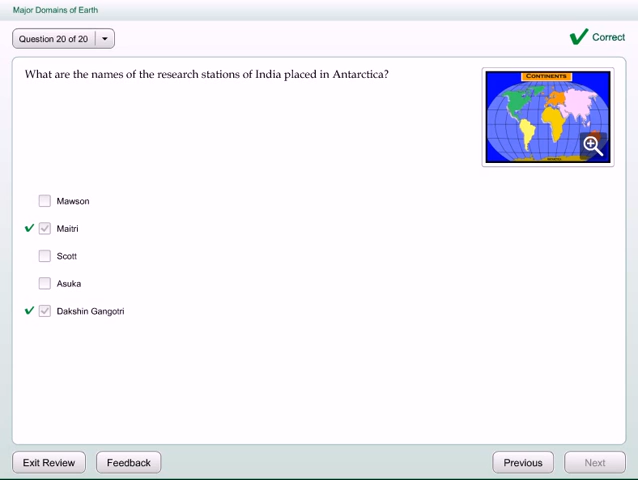 Major Domains of Earth
Question 20 of 20
Correct
What are the names of the research stations of India placed in Antarctica?
CONTINENTS
Mawson
Maitri
Scott
Asuka
Dakshin Gangotri
Exit Review
Feedback
Previous
Next